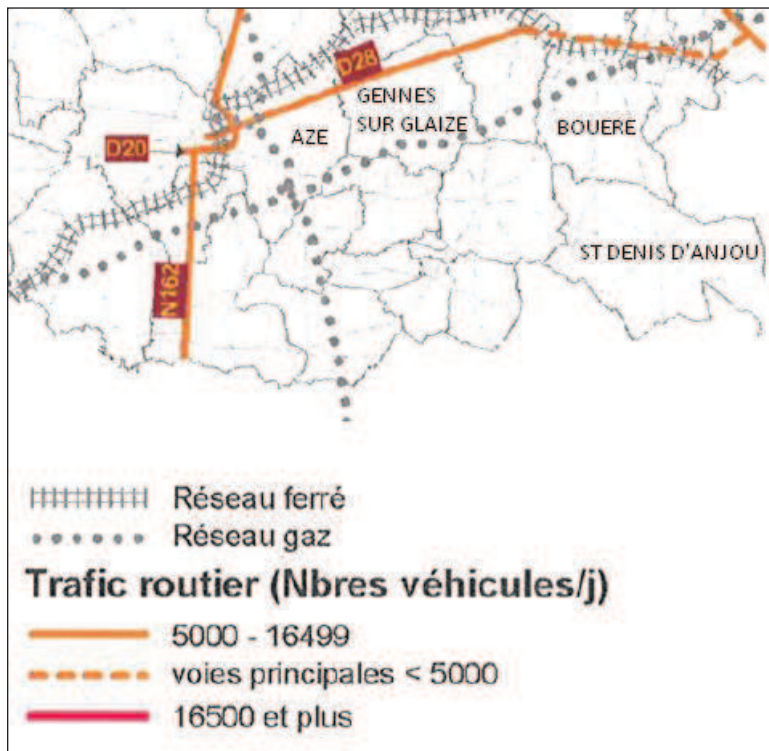 D28
GENNES
SUR GLAIZE
AZE
BOUERE
D20
ST DENIS D'ANJOU
N162
Réseau ferré
Réseau gaz
Trafic routier (Nbres véhicules/j)
5000 - 16499
voies principales < 5000
16500 et plus